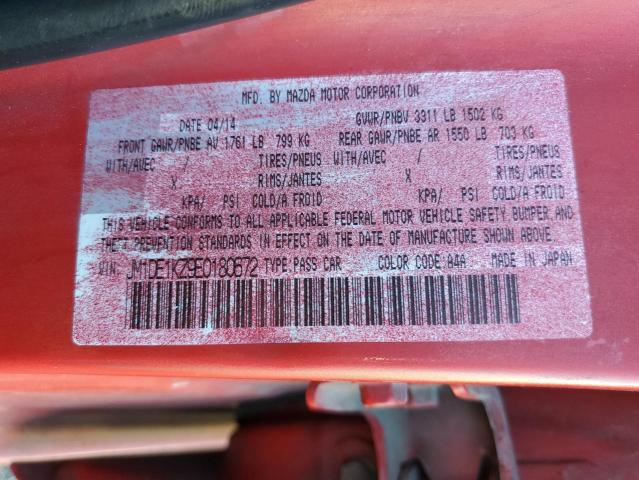 MFD. BY MAZDA MOTOR CORPORATION
DATE 04/14 GVWR/PNBV 3311 LB 1502 KG
FRONT GAWR/PNBE AV 1761 LB 799 KG REAR GAWR/PNBE AR 1550 LB 703 KG
WITH/AVEC / TIRES/PNEUS WITH/AVEC / TIRES/PNEUS
X RIMS/JANTES X RIMS/JANTES
KPA/ PSI COLD/A FROID KPA/ PSI COLD/A FROID
THIS VEHICLE CONFORMS TO ALL APPLICABLE FEDERAL MOTOR VEHICLE SAFETY BUMPER AND
THEFT PREVENTION STANDARDS IN EFFECT ON THE DATE OF MANUFACTURE SHOWN ABOVE.
VIN: JM1DE1KZ9E0180672 TYPE: PASS CAR COLOR CODE: A4A MADE IN JAPAN